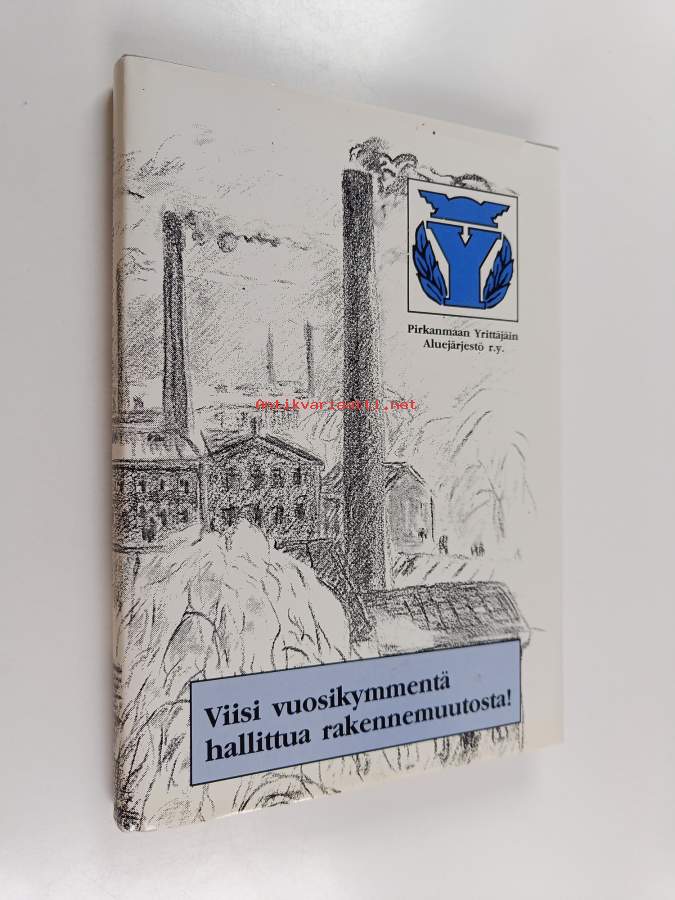 Y
Pirkanmaan Yrittäjäin
Aluejärjestö r.y.
Antikvariaatti.net
Viisi vuosikymmentä
hallittua rakennemuutosta!